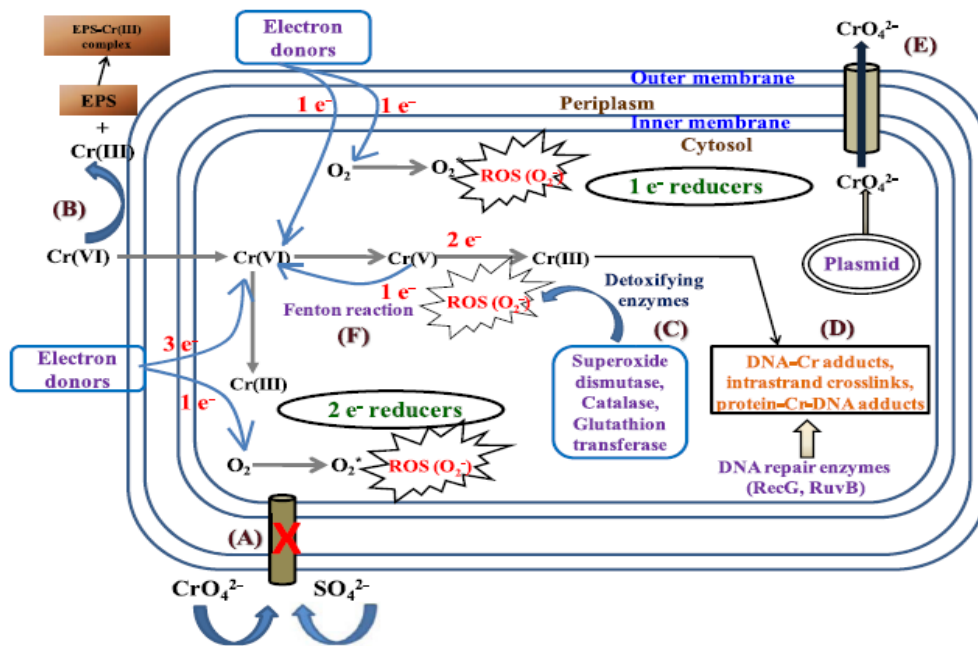 EPS-Cr(III)
complex
EPS
+
Cr(III)
(B)
Cr(VI)
Electron
donors
1 e⁻
1 e⁻
Outer membrane
Periplasm
Inner membrane
Cytosol
CrO₄²⁻
(E)
CrO₄²⁻
Plasmid
O₂
O₂*
ROS (O₂⁻)
1 e⁻ reducers
Cr(VI)
Cr(V)
2 e⁻
Cr(III)
1 e⁻
Fenton reaction
(F)
ROS (O₂⁻)
Detoxifying
enzymes
(C)
Superoxide
dismutase,
Catalase,
Glutathion
transferase
(D)
DNA-Cr adducts,
intrastrand crosslinks,
protein-Cr-DNA adducts
DNA repair enzymes
(RecG, RuvB)
Electron
donors
3 e⁻
1 e⁻
Cr(III)
2 e⁻ reducers
O₂
O₂*
ROS (O₂⁻)
(A)
X
CrO₄²⁻
SO₄²⁻